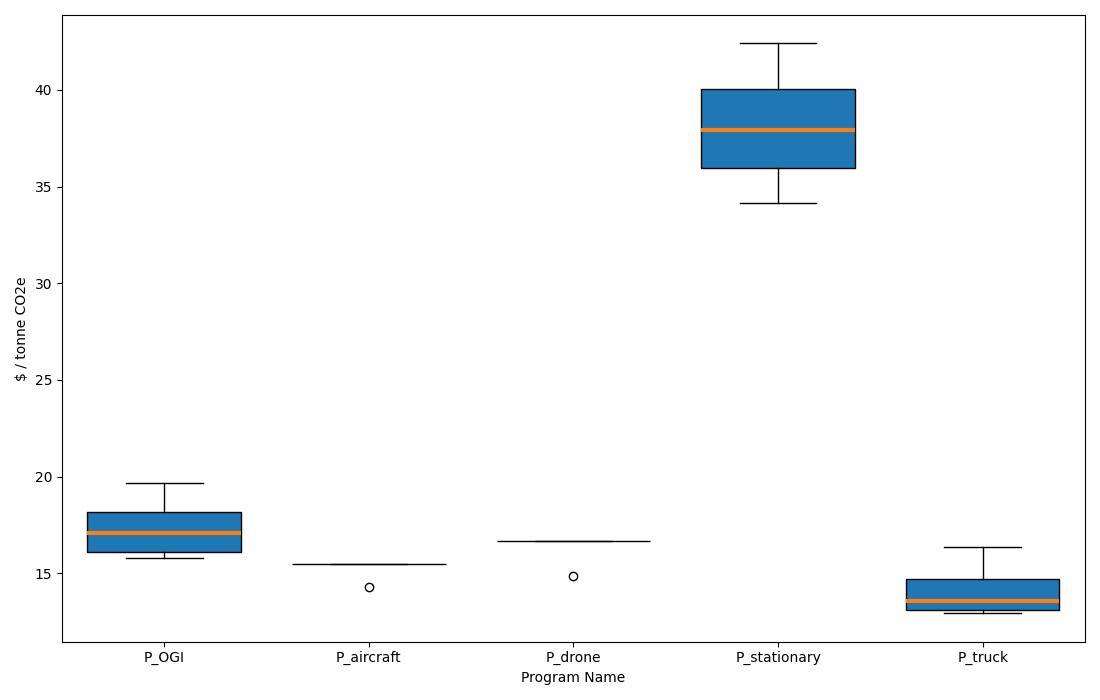 $ / tonne CO2e
40
35
30
25
20
15
P_OGI
P_aircraft
P_drone
P_stationary
P_truck
Program Name